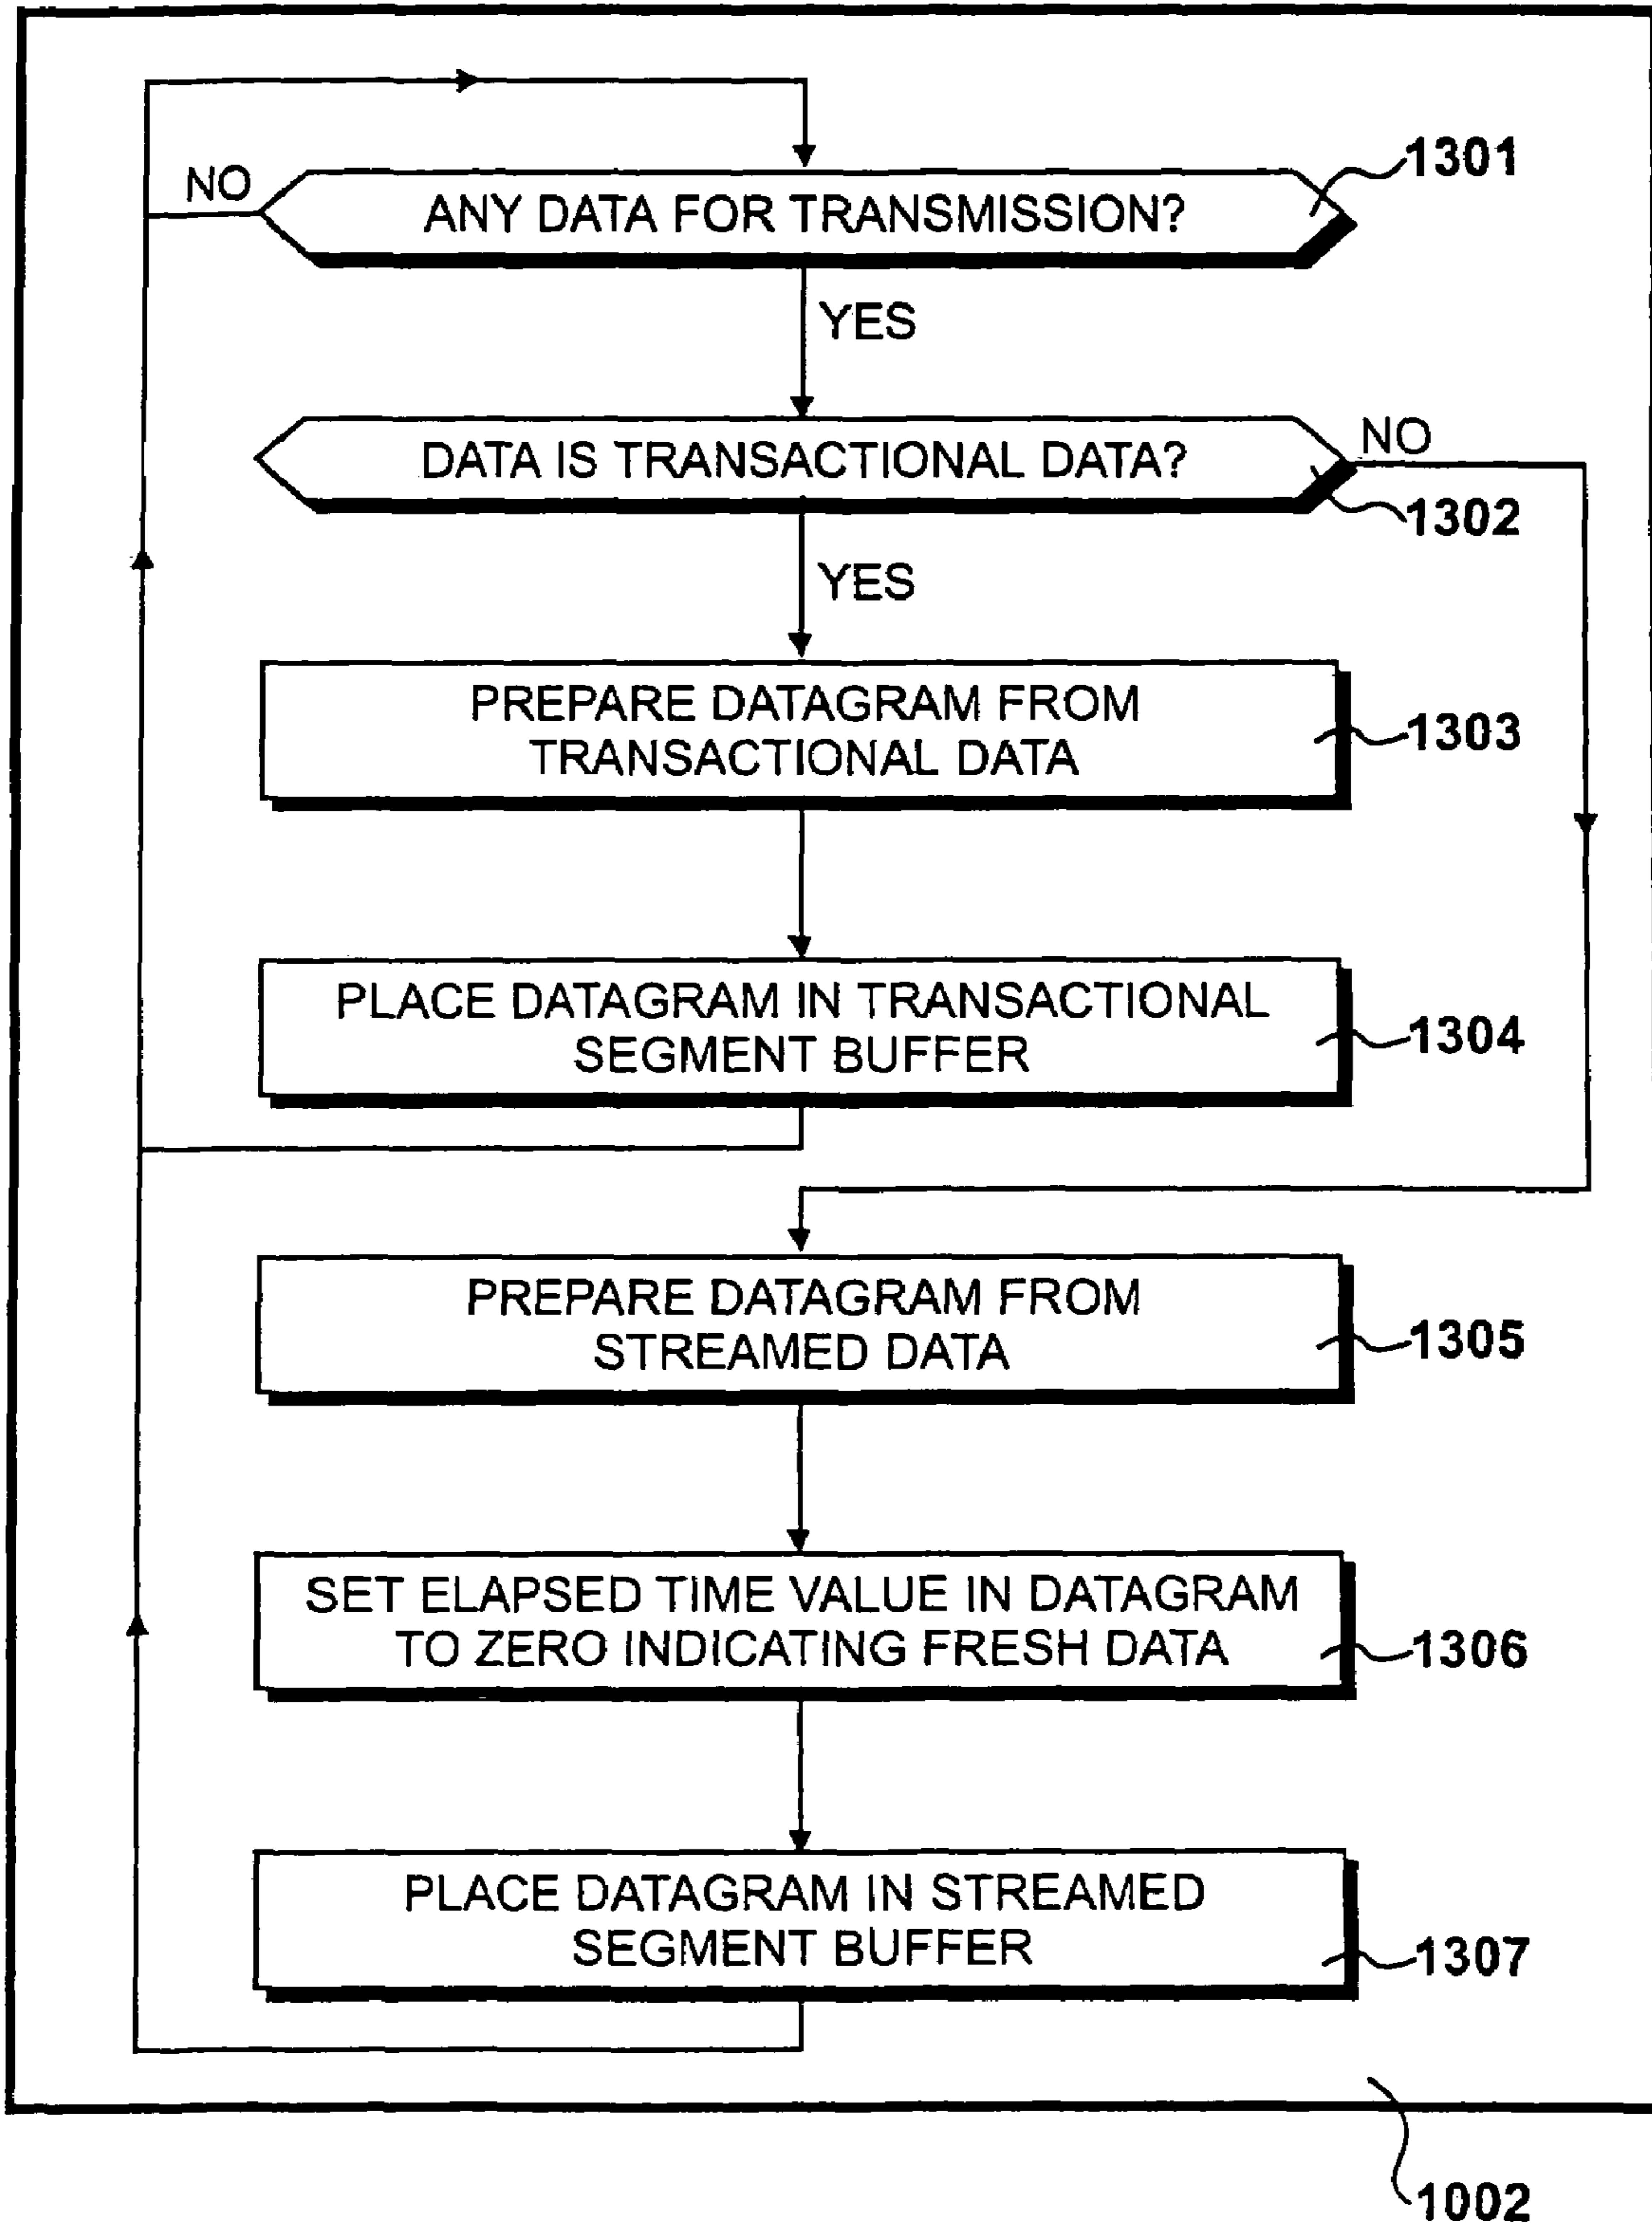 1301
NO
ANY DATA FOR TRANSMISSION?
YES
NO
DATA IS TRANSACTIONAL DATA?
1302
YES
PREPARE DATAGRAM FROM
TRANSACTIONAL DATA
1303
PLACE DATAGRAM IN TRANSACTIONAL
SEGMENT BUFFER
1304
PREPARE DATAGRAM FROM
STREAMED DATA
1305
SET ELAPSED TIME VALUE IN DATAGRAM
TO ZERO INDICATING FRESH DATA
1306
PLACE DATAGRAM IN STREAMED
SEGMENT BUFFER
1307
1002